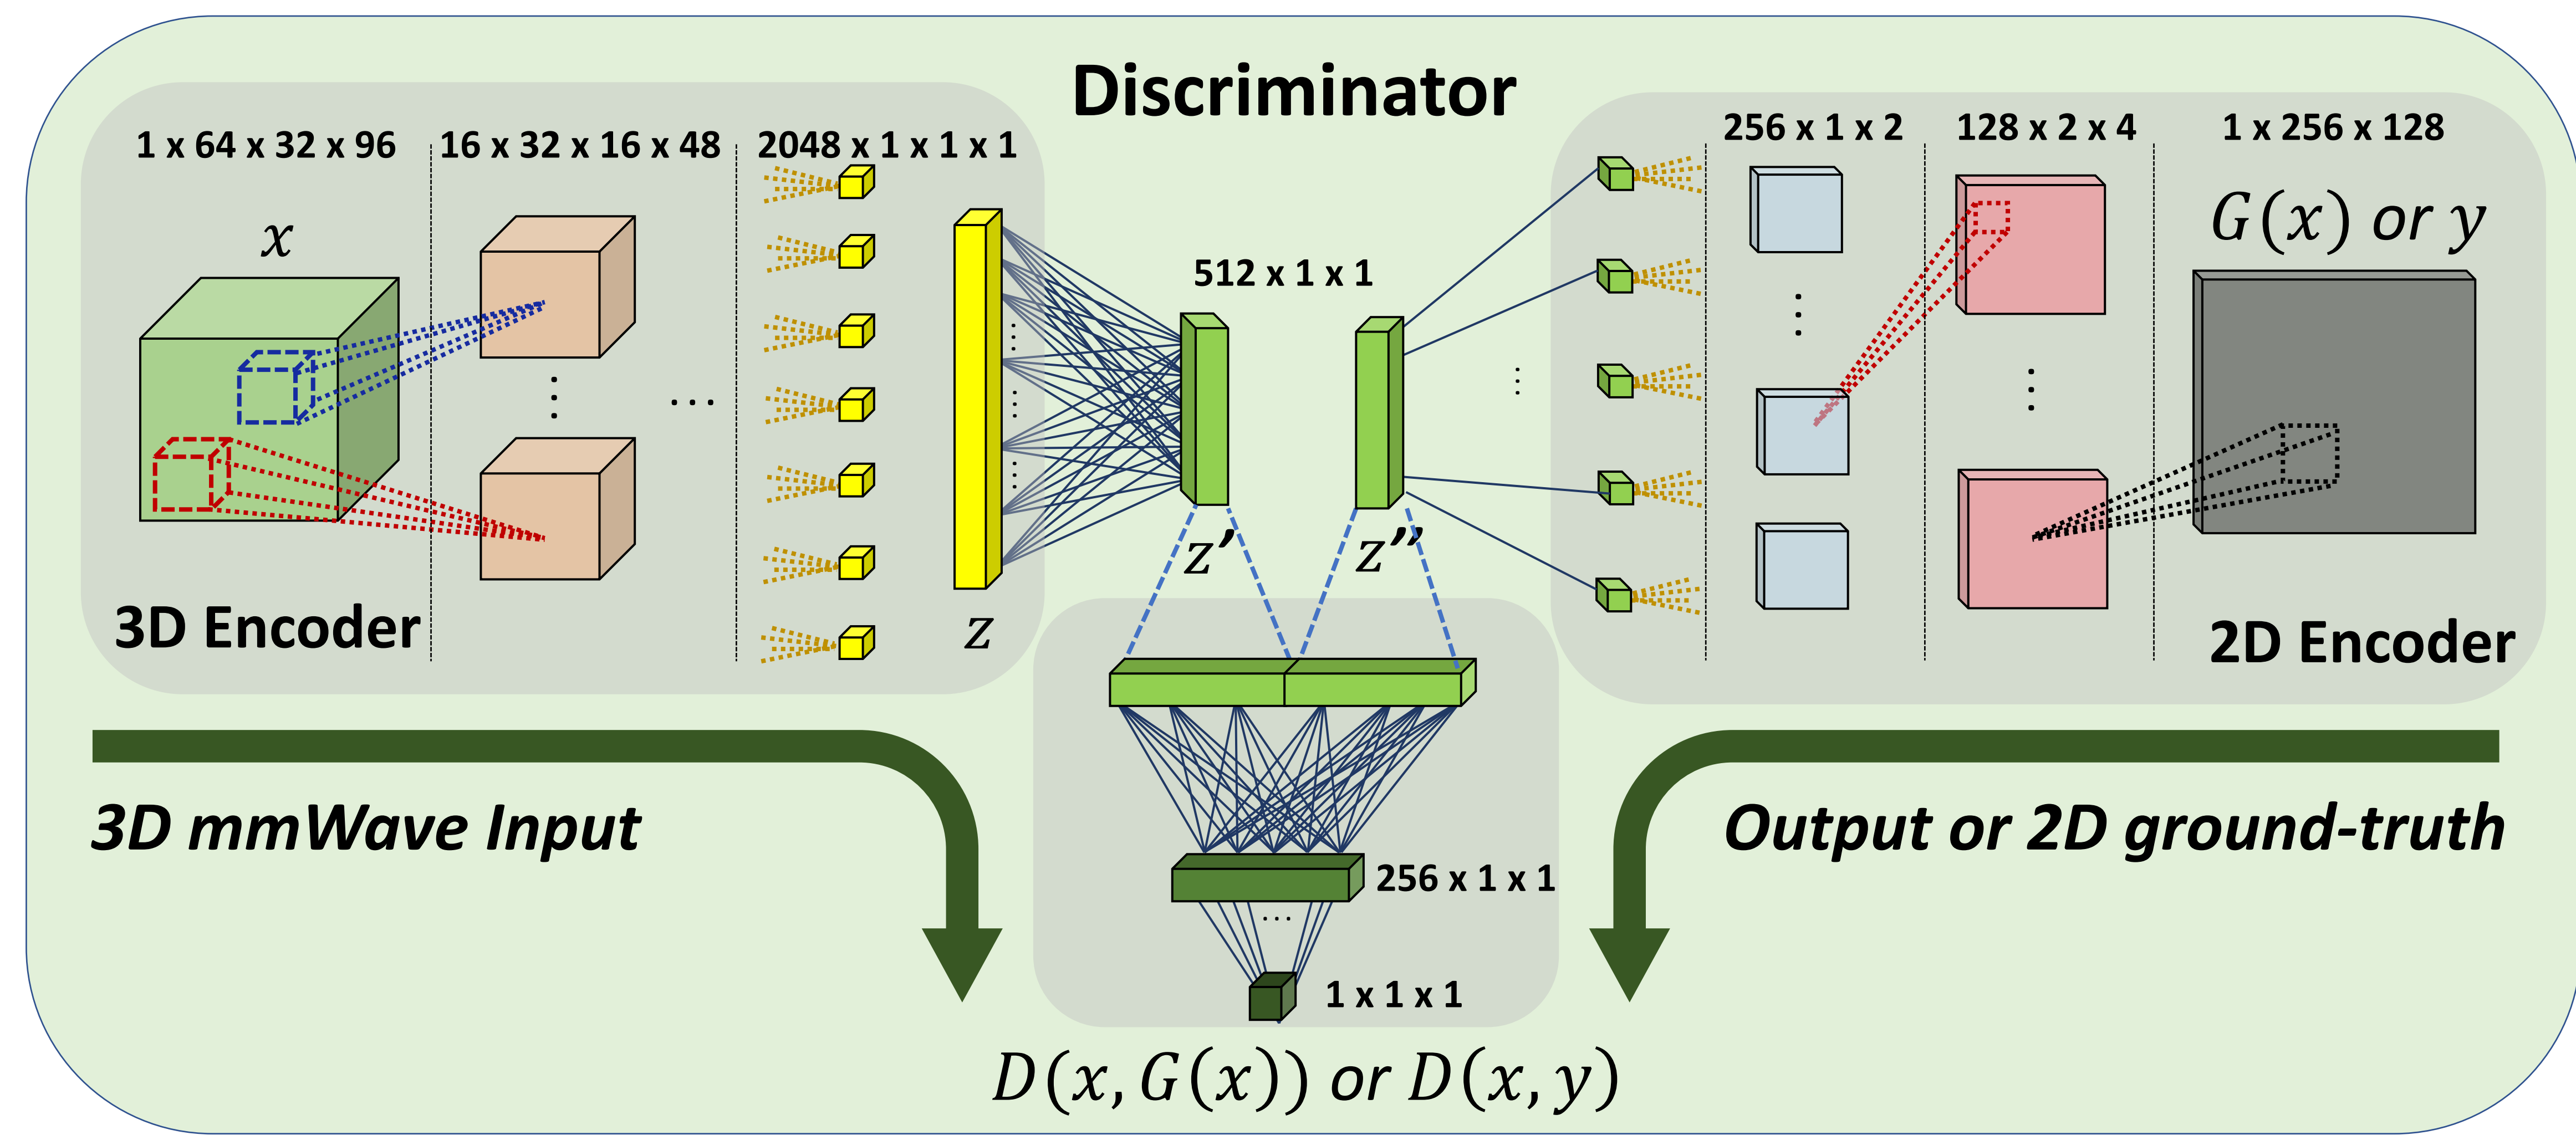 Discriminator
1 x 64 x 32 x 96
16 x 32 x 16 x 48
2048 x 1 x 1 x 1
x
...
z
3D Encoder
512 x 1 x 1
z’
z’’
256 x 1 x 2
128 x 2 x 4
1 x 256 x 128
G(x) or y
2D Encoder
3D mmWave Input
Output or 2D ground-truth
256 x 1 x 1
...
1 x 1 x 1
D(x, G(x)) or D(x, y)